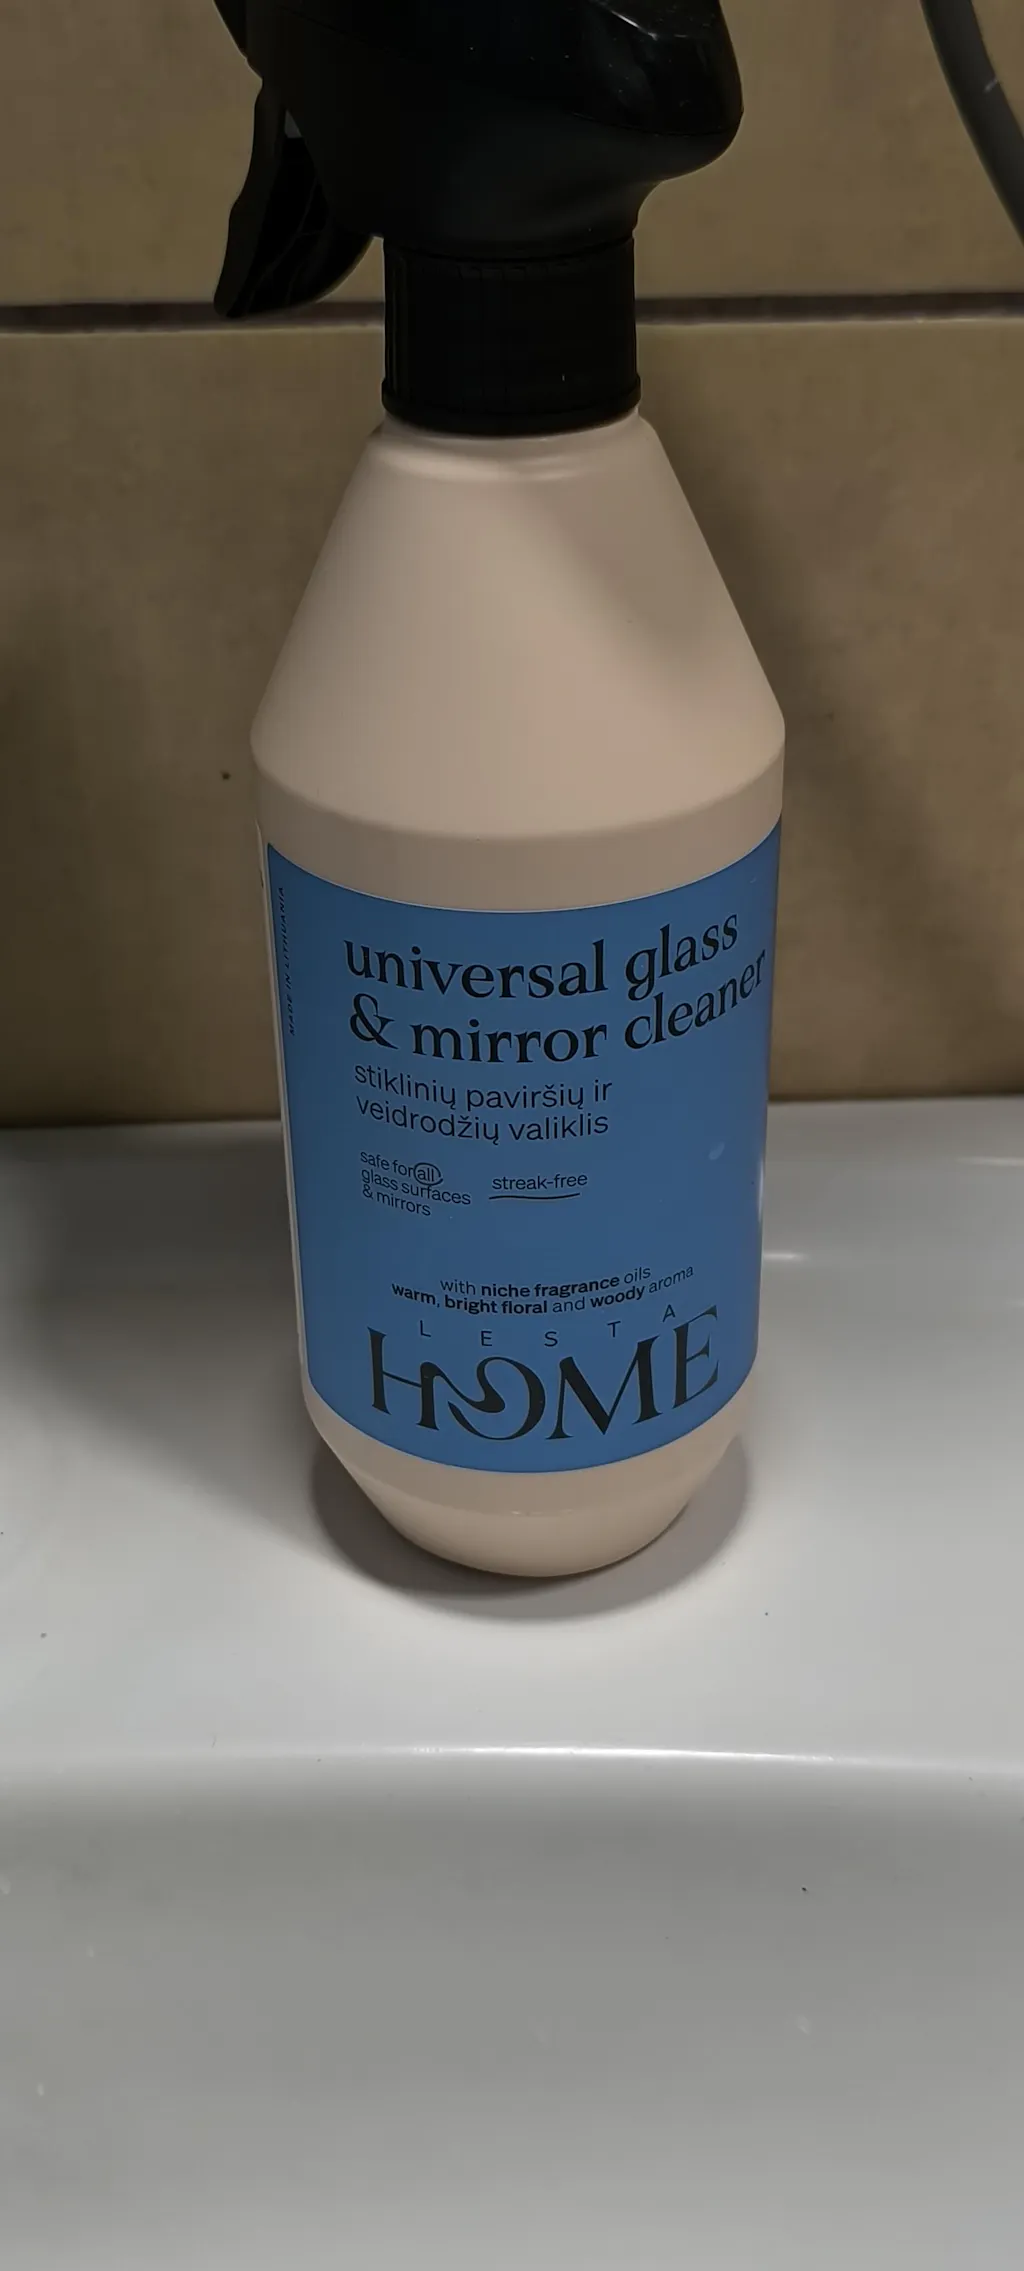 MADE IN LITHUANIA
universal glass
& mirror cleaner
stiklinių paviršių ir
veidrodžių valiklis
safe for all
glass surfaces
& mirrors
streak-free
with niche fragrance oils
warm, bright floral and woody aroma
LESTA
HOME